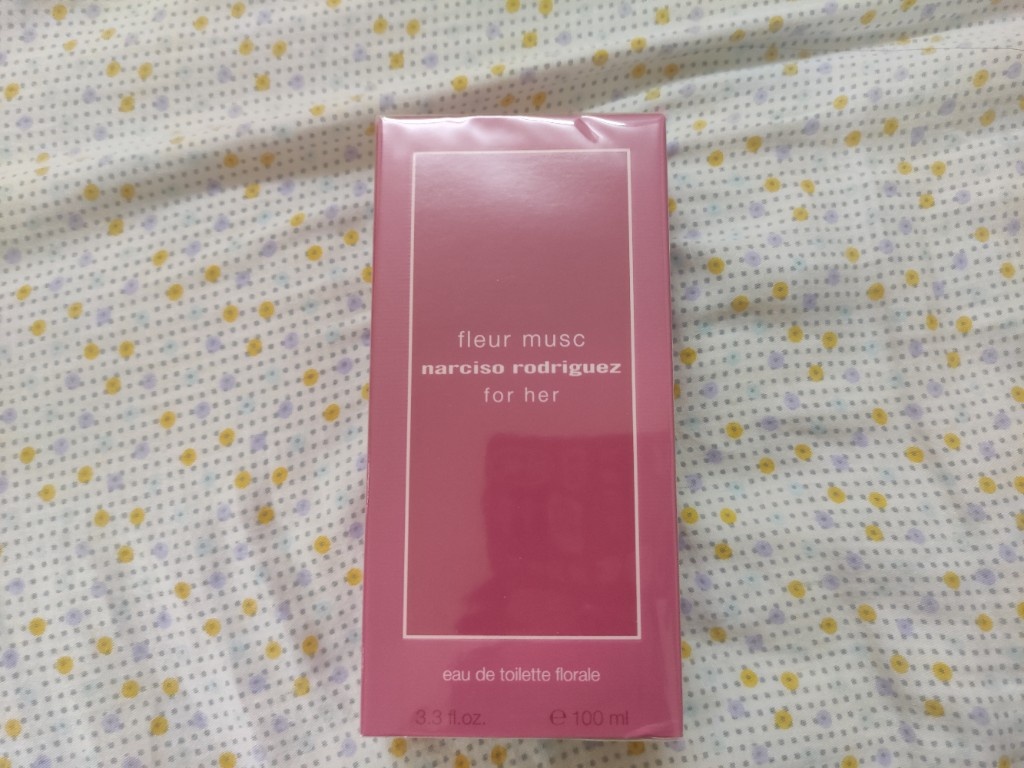 fleur musc
narciso rodriguez
for her
eau de toilette florale
3.3 fl.oz. ℮ 100 ml